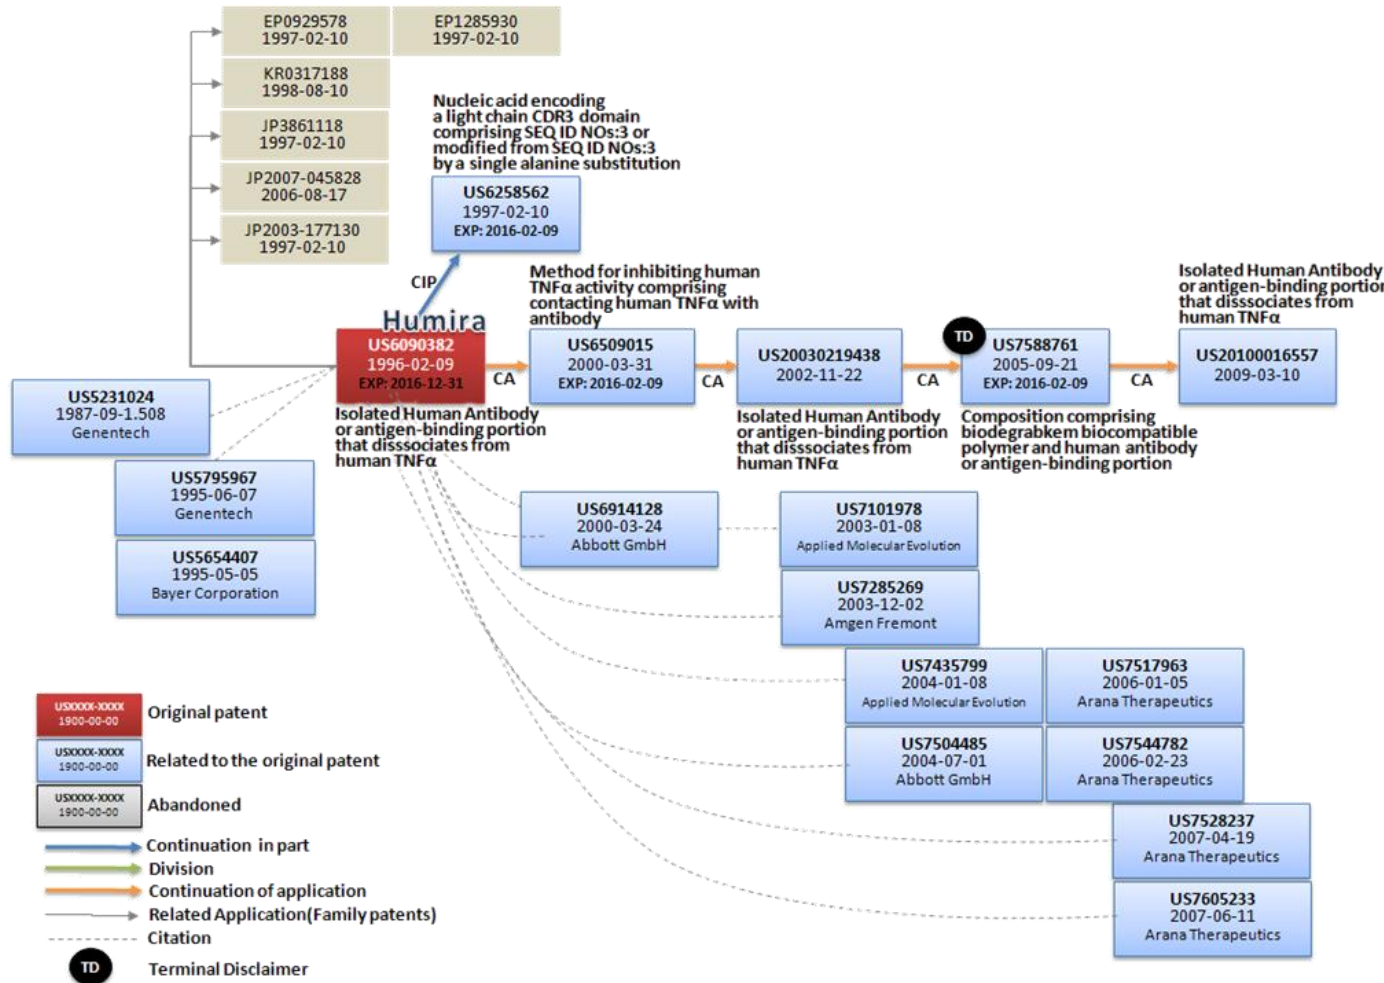 EP0929578
1997-02-10
EP1285930
1997-02-10
KR0317188
1998-08-10
JP3861118
1997-02-10
JP2007-045828
2006-08-17
JP2003-177130
1997-02-10
Nucleic acid encoding
a light chain CDR3 domain
comprising SEQ ID NOs:3 or
modified from SEQ ID NOs:3
by a single alanine substitution
US6258562
1997-02-10
EXP: 2016-02-09
CIP
Humira
US6090382
1996-02-09
EXP: 2016-12-31
Isolated Human Antibody
or antigen-binding portion
that disssociates from
human TNFα
CA
Method for inhibiting human
TNFα activity comprising
contacting human TNFα with
antibody
US6509015
2000-03-31
EXP: 2016-02-09
CA
US20030219438
2002-11-22
Isolated Human Antibody
or antigen-binding portion
that disssociates from
human TNFα
CA
TD
US7588761
2005-09-21
EXP: 2016-02-09
Composition comprising
biodegrabkem biocompatible
polymer and human antibody
or antigen-binding portion
CA
Isolated Human Antibody
or antigen-binding portion
that disssociates from
human TNFα
US20100016557
2009-03-10
US5231024
1987-09-1.508
Genentech
US5795967
1995-06-07
Genentech
US5654407
1995-05-05
Bayer Corporation
US6914128
2000-03-24
Abbott GmbH
US7101978
2003-01-08
Applied Molecular Evolution
US7285269
2003-12-02
Amgen Fremont
US7435799
2004-01-08
Applied Molecular Evolution
US7517963
2006-01-05
Arana Therapeutics
US7504485
2004-07-01
Abbott GmbH
US7544782
2006-02-23
Arana Therapeutics
US7528237
2007-04-19
Arana Therapeutics
US7605233
2007-06-11
Arana Therapeutics
USXXXX-XXXX
1900-00-00
Original patent
USXXXX-XXXX
1900-00-00
Related to the original patent
USXXXX-XXXX
1900-00-00
Abandoned
Continuation in part
Division
Continuation of application
Related Application(Family patents)
Citation
TD
Terminal Disclaimer